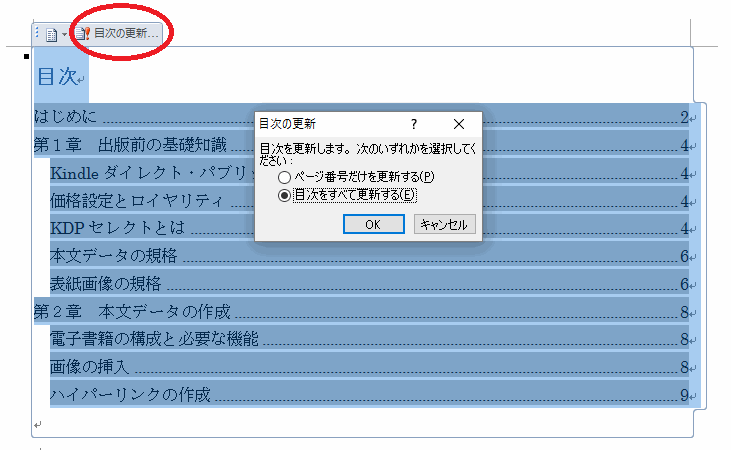 目次の更新...
目次
はじめに 2
第１章　出版前の基礎知識 4
Kindle ダイレクト・パブリッ 4
価格設定とロイヤリティ 4
KDP セレクトとは 4
本文データの規格 6
表紙画像の規格 6
第２章　本文データの作成 8
電子書籍の構成と必要な機能 8
画像の挿入 8
ハイパーリンクの作成 9
目次の更新
目次を更新します。次のいずれかを選択してく
ださい：
ページ番号だけを更新する(P)
目次をすべて更新する(E)
OK
キャンセル